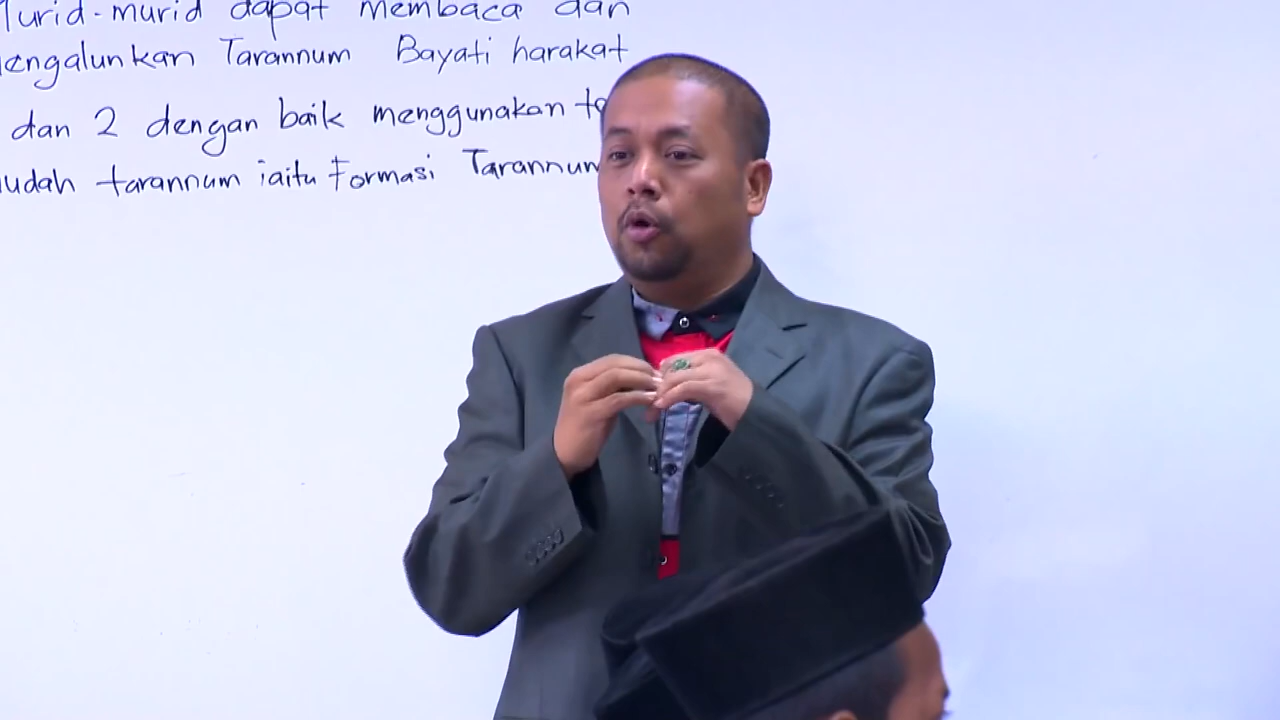 Murid-murid dapat membaca dan
mengalunkan Tarannum Bayati harakat
dan 2 dengan baik menggunakan
mudah tarannum iaitu Formasi Tarannum